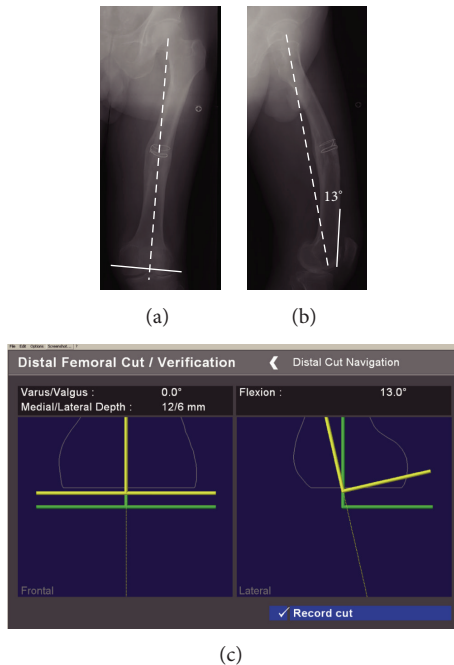 13°
(a)
(b)
File Edit Options Screenshot...
Distal Femoral Cut / Verification
Distal Cut Navigation
Varus/Valgus : 0.0°
Medial/Lateral Depth : 12/6 mm
Flexion : 13.0°
Frontal
Lateral
✓ Record cut
(c)